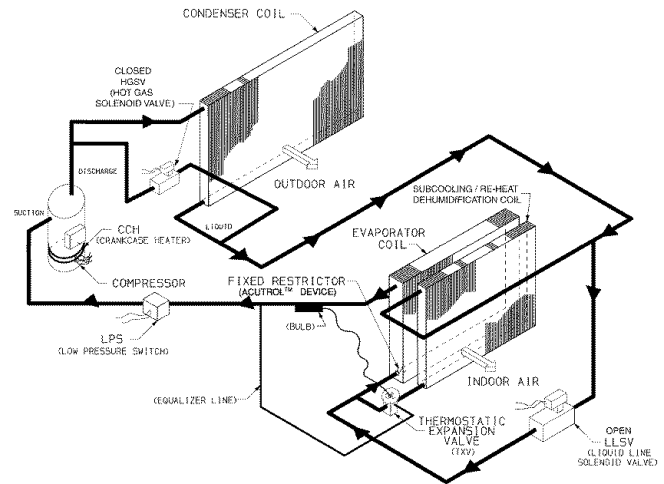 CONDENSER COIL
CLOSED
HGSV
(HOT GAS
SOLENOID VALVE)
DISCHARGE
OUTDOOR AIR
SUBCOOLING / RE-HEAT
DEHUMIDIFICATION COIL
SUCTION
LIQUID
EVAPORATOR
COIL
CCH
(CRANKCASE HEATER)
COMPRESSOR
FIXED RESTRICTOR
(ACUTROL™ DEVICE)
(BULB)
LPS
(LOW PRESSURE SWITCH)
INDOOR AIR
(EQUALIZER LINE)
THERMOSTATIC
EXPANSION
VALVE
(TXV)
OPEN
LLSV
(LIQUID LINE
SOLENOID VALVE)